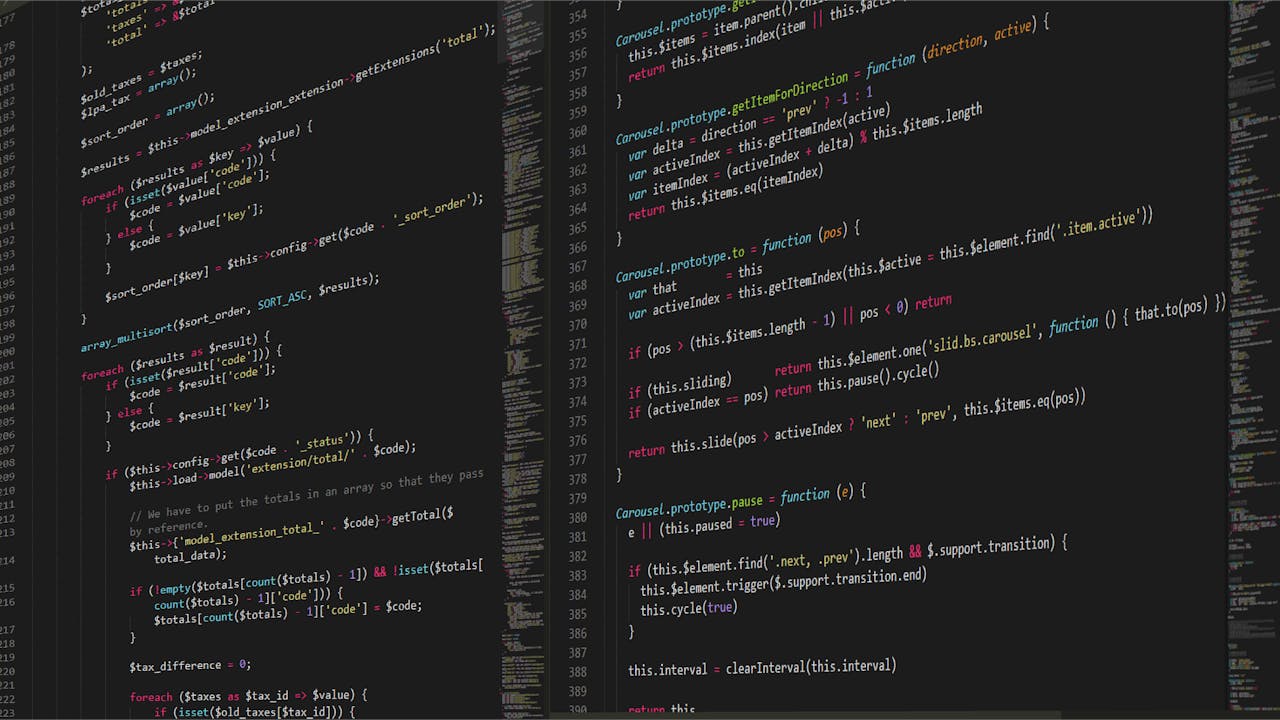 177
178
179
180
181
182
183
184
185
186
187
188
189
190
191
192
193
194
195
196
197
198
199
200
201
202
203
204
205
206
207
208
209
210
211
212
213
214
215
216
217
218
219
220
221
223
'totals'
'taxes' => &$
'total' => &$total
);
$old_taxes = $taxes;
$lpa_tax = array();
$sort_order = array();
$results = $this->model_extension_extension->getExtensions('total');
foreach ($results as $key => $value) {
if (isset($value['code'])) {
$code = $value['code'];
} else {
$code = $value['key'];
}
$sort_order[$key] = $this->config->get($code . '_sort_order');
}
array_multisort($sort_order, SORT_ASC, $results);
foreach ($results as $result) {
if (isset($result['code'])) {
$code = $result['code'];
} else {
$code = $result['key'];
}
if ($this->config->get($code . '_status')) {
$this->load->model('extension/total/' . $code);
// We have to put the totals in an array so that they pass
by reference.
$this->{'model_extension_total_' . $code}->getTotal($
total_data);
if (!empty($totals[count($totals) - 1]) && !isset($totals[
count($totals) - 1]['code'])) {
$totals[count($totals) - 1]['code'] = $code;
}
$tax_difference = 0;
foreach ($taxes as $tax_id => $value) {
if (isset($old_taxes[$tax_id])) {
354 }
355 Carousel.prototype.
356 this.$items = item.parent().
357 return this.$items.index(item || this.$
358 }
359
360 Carousel.prototype.getItemForDirection = function (direction, active) {
361 var delta = direction == 'prev' ? -1 : 1
362 var activeIndex = this.getItemIndex(active)
363 var itemIndex = (activeIndex + delta) % this.$items.length
364 return this.$items.eq(itemIndex)
365 }
366
367 Carousel.prototype.to = function (pos) {
368 var that = this
369 var activeIndex = this.getItemIndex(this.$active = this.$element.find('.item.active'))
370
371 if (pos > (this.$items.length - 1) || pos < 0) return
372
373 if (this.sliding) return this.$element.one('slid.bs.carousel', function () { that.to(pos) })
374 if (activeIndex == pos) return this.pause().cycle()
375
376 return this.slide(pos > activeIndex ? 'next' : 'prev', this.$items.eq(pos))
377 }
378
379 Carousel.prototype.pause = function (e) {
380 e || (this.paused = true)
381
382 if (this.$element.find('.next, .prev').length && $.support.transition) {
383 this.$element.trigger($.support.transition.end)
384 this.cycle(true)
385 }
386
387 this.interval = clearInterval(this.interval)
388
389 return this
390